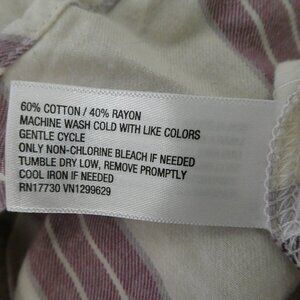 60% COTTON / 40% RAYON
MACHINE WASH COLD WITH LIKE COLORS
GENTLE CYCLE
ONLY NON-CHLORINE BLEACH IF NEEDED
TUMBLE DRY LOW, REMOVE PROMPTLY
COOL IRON IF NEEDED
RN17730 VN1299629